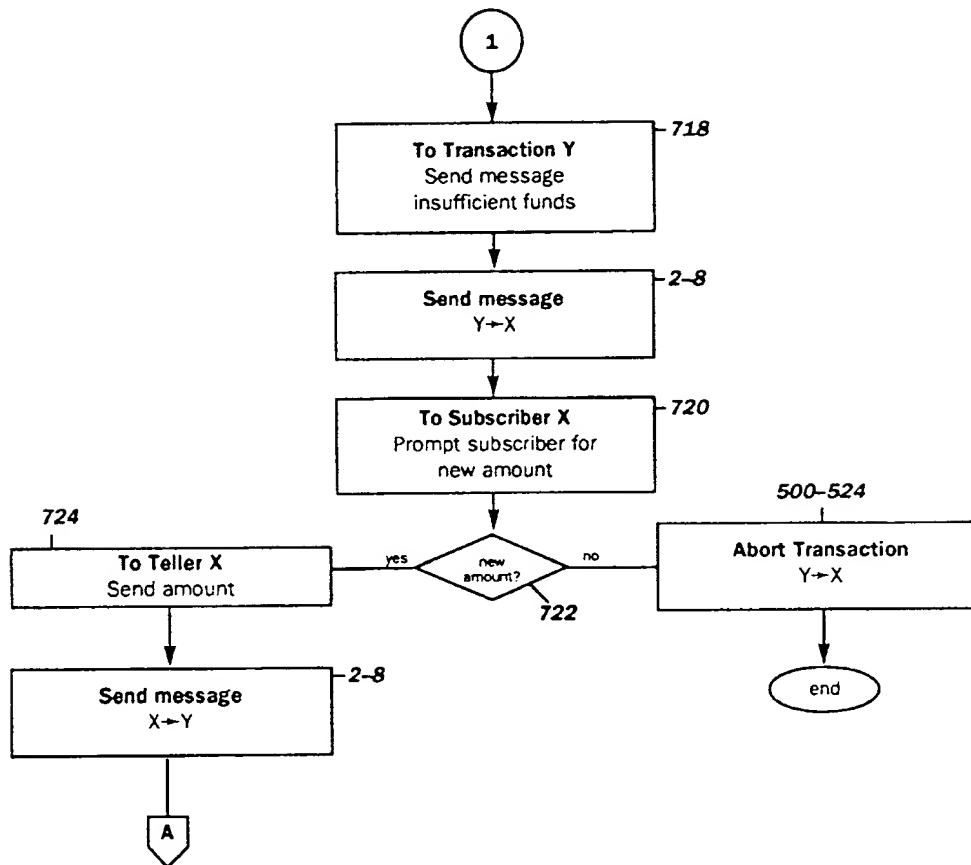 1
718
To Transaction Y
Send message
insufficient funds
2-8
Send message
Y→X
720
To Subscriber X
Prompt subscriber for
new amount
500-524
Abort Transaction
Y→X
724
To Teller X
Send amount
yes
new
amount?
no
722
2-8
Send message
X→Y
end
A